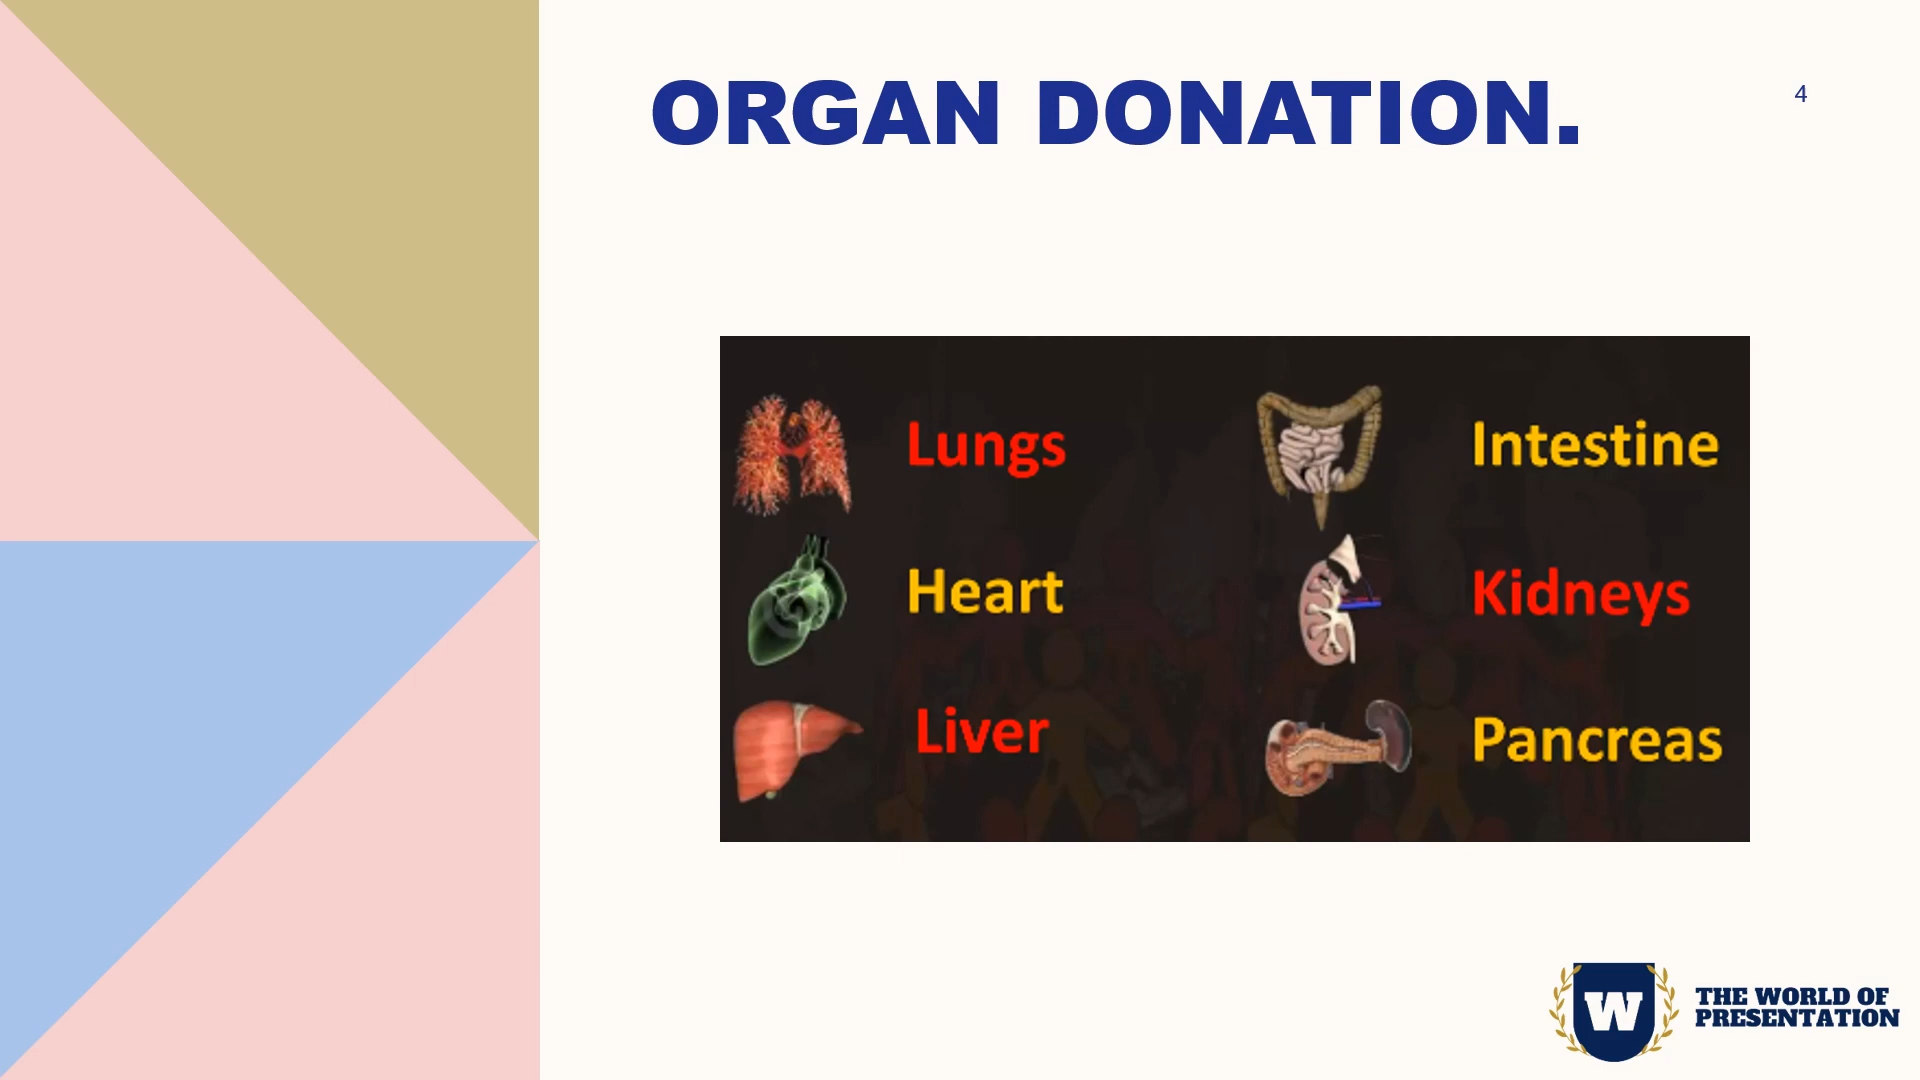 ORGAN DONATION.
4
Lungs
Intestine
Heart
Kidneys
Liver
Pancreas
W
THE WORLD OF
PRESENTATION